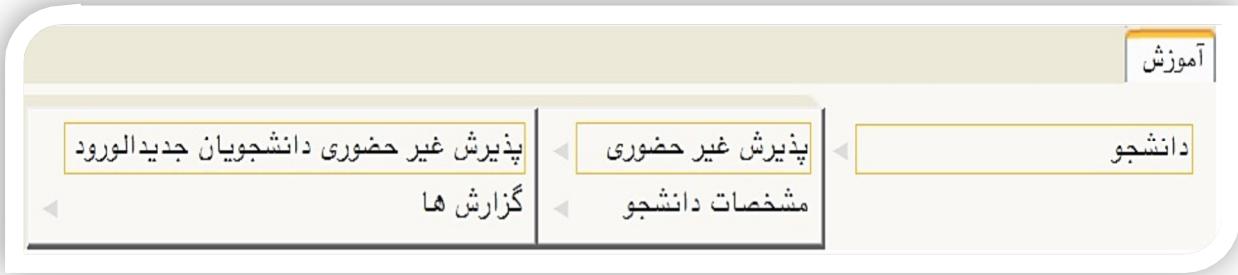 آموزش
دانشجو
پذیرش غیر حضوری
مشخصات دانشجو
پذیرش غیر حضوری دانشجویان جدیدالورود
گزارش ها